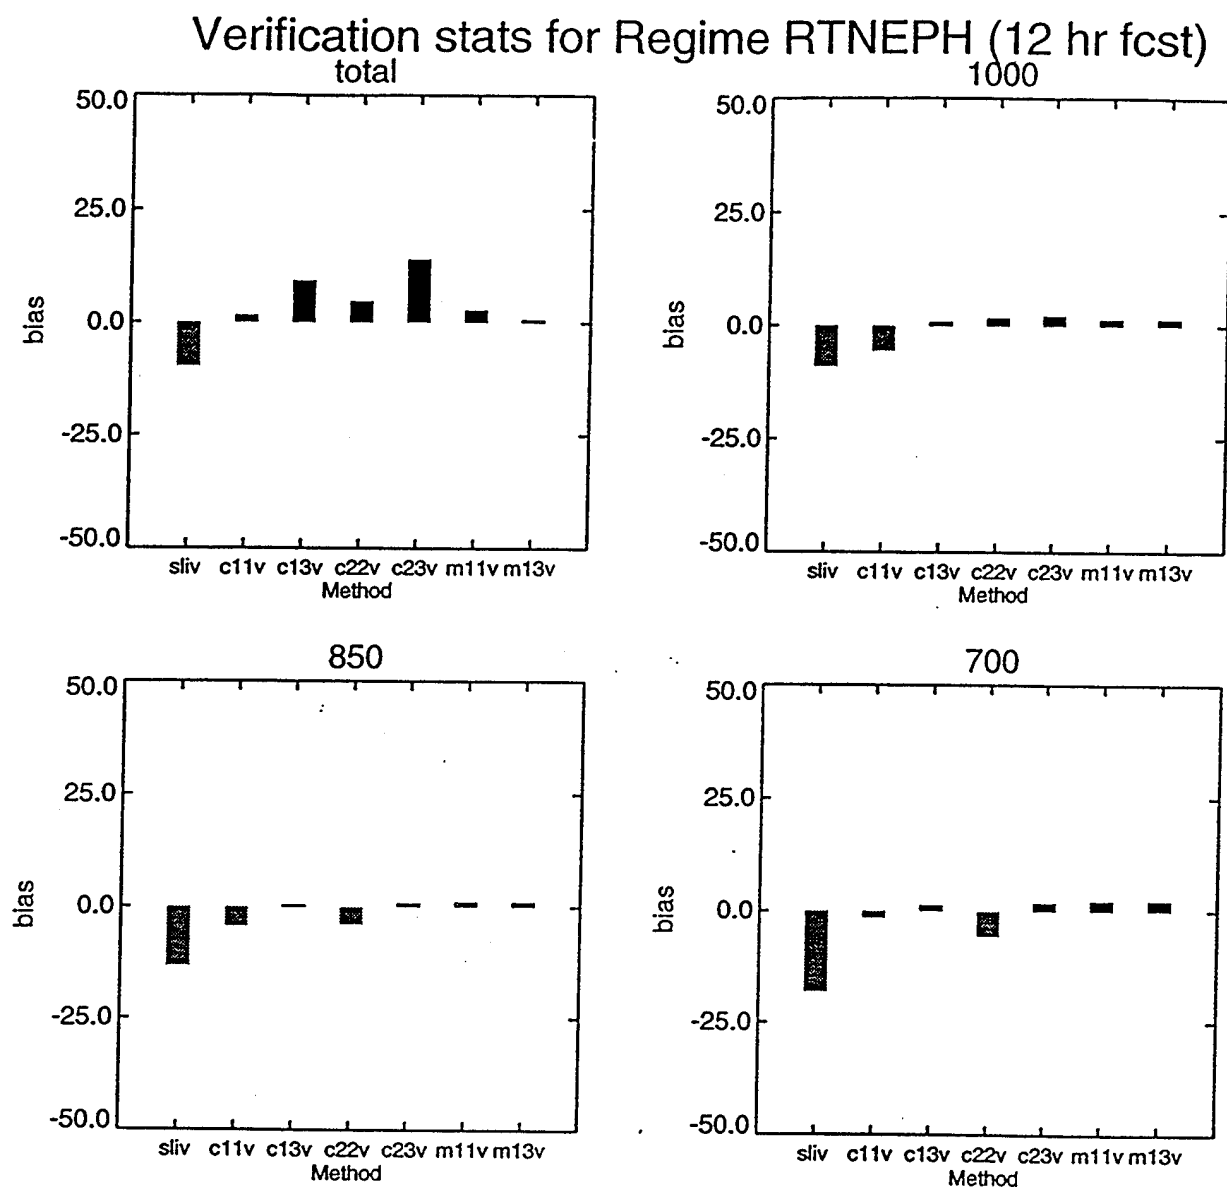 Verification stats for Regime RTNEPH (12 hr fcst)
total
50.0
25.0
0.0
-25.0
-50.0
bias
sliv c11v c13v c22v c23v m11v m13v
Method
1000
50.0
25.0
0.0
-25.0
-50.0
bias
sliv c11v c13v c22v c23v m11v m13v
Method
850
50.0
25.0
0.0
-25.0
-50.0
bias
sliv c11v c13v c22v c23v m11v m13v
Method
700
50.0
25.0
0.0
-25.0
-50.0
bias
sliv c11v c13v c22v c23v m11v m13v
Method